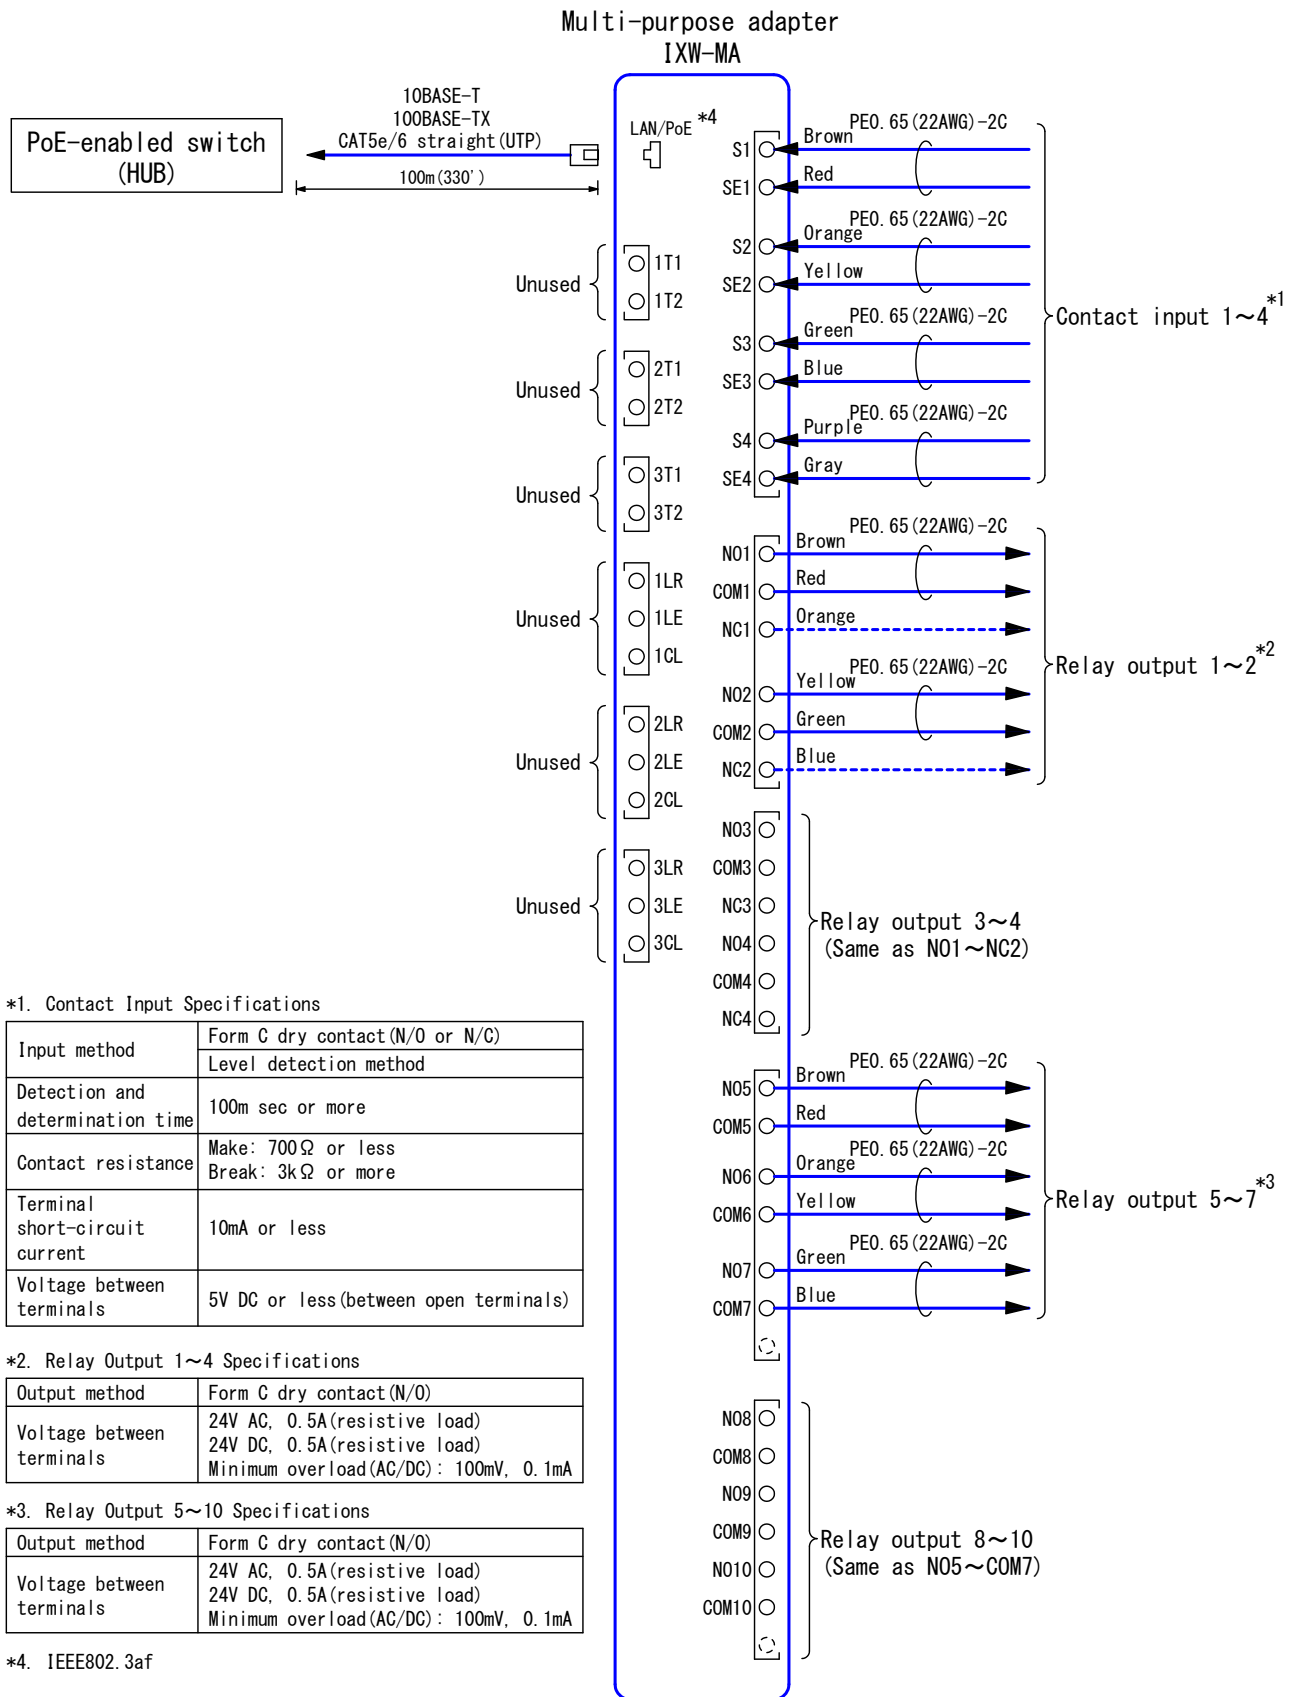 Multi-purpose adapter
IXW-MA
10BASE-T
100BASE-TX
CAT5e/6 straight(UTP)
PoE-enabled switch
(HUB)
100m(330')
LAN/PoE *4
S1
Brown
PE0.65(22AWG)-2C
SE1
Red
S2
Orange
PE0.65(22AWG)-2C
SE2
Yellow
S3
Green
PE0.65(22AWG)-2C
SE3
Blue
S4
Purple
PE0.65(22AWG)-2C
SE4
Gray
Contact input 1～4*1
Unused
1T1
1T2
Unused
2T1
2T2
Unused
3T1
3T2
Unused
1LR
1LE
1CL
Unused
2LR
2LE
2CL
Unused
3LR
3LE
3CL
NO1
Brown
PE0.65(22AWG)-2C
COM1
Red
NC1
Orange
NO2
Yellow
PE0.65(22AWG)-2C
COM2
Green
NC2
Blue
Relay output 1～2*2
NO3
COM3
NC3
NO4
COM4
NC4
Relay output 3～4
(Same as NO1～NC2)
NO5
Brown
PE0.65(22AWG)-2C
COM5
Red
NO6
Orange
PE0.65(22AWG)-2C
COM6
Yellow
NO7
Green
PE0.65(22AWG)-2C
COM7
Blue
Relay output 5～7*3
NO8
COM8
NO9
COM9
NO10
COM10
Relay output 8～10
(Same as NO5～COM7)
*1. Contact Input Specifications
Input method
Form C dry contact(N/O or N/C)
Level detection method
Detection and
determination time
100m sec or more
Contact resistance
Make: 700Ω or less
Break: 3kΩ or more
Terminal
short-circuit
current
10mA or less
Voltage between
terminals
5V DC or less(between open terminals)
*2. Relay Output 1～4 Specifications
Output method
Form C dry contact(N/O)
Voltage between
terminals
24V AC, 0.5A(resistive load)
24V DC, 0.5A(resistive load)
Minimum overload(AC/DC): 100mV, 0.1mA
*3. Relay Output 5～10 Specifications
Output method
Form C dry contact(N/O)
Voltage between
terminals
24V AC, 0.5A(resistive load)
24V DC, 0.5A(resistive load)
Minimum overload(AC/DC): 100mV, 0.1mA
*4. IEEE802.3af